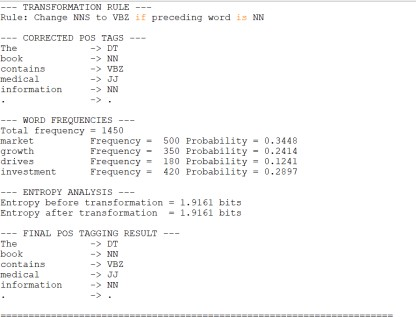 --- TRANSFORMATION RULE ---
Rule: Change NNS to VBZ if preceding word is NN
--- CORRECTED POS TAGS ---
The -> DT
book -> NN
contains -> VBZ
medical -> JJ
information -> NN
. -> .
--- WORD FREQUENCIES ---
Total frequency = 1450
market Frequency = 500 Probability = 0.3448
growth Frequency = 350 Probability = 0.2414
drives Frequency = 180 Probability = 0.1241
investment Frequency = 420 Probability = 0.2897
--- ENTROPY ANALYSIS ---
Entropy before transformation = 1.9161 bits
Entropy after transformation = 1.9161 bits
--- FINAL POS TAGGING RESULT ---
The -> DT
book -> NN
contains -> VBZ
medical -> JJ
information -> NN
. -> .
======================================================================